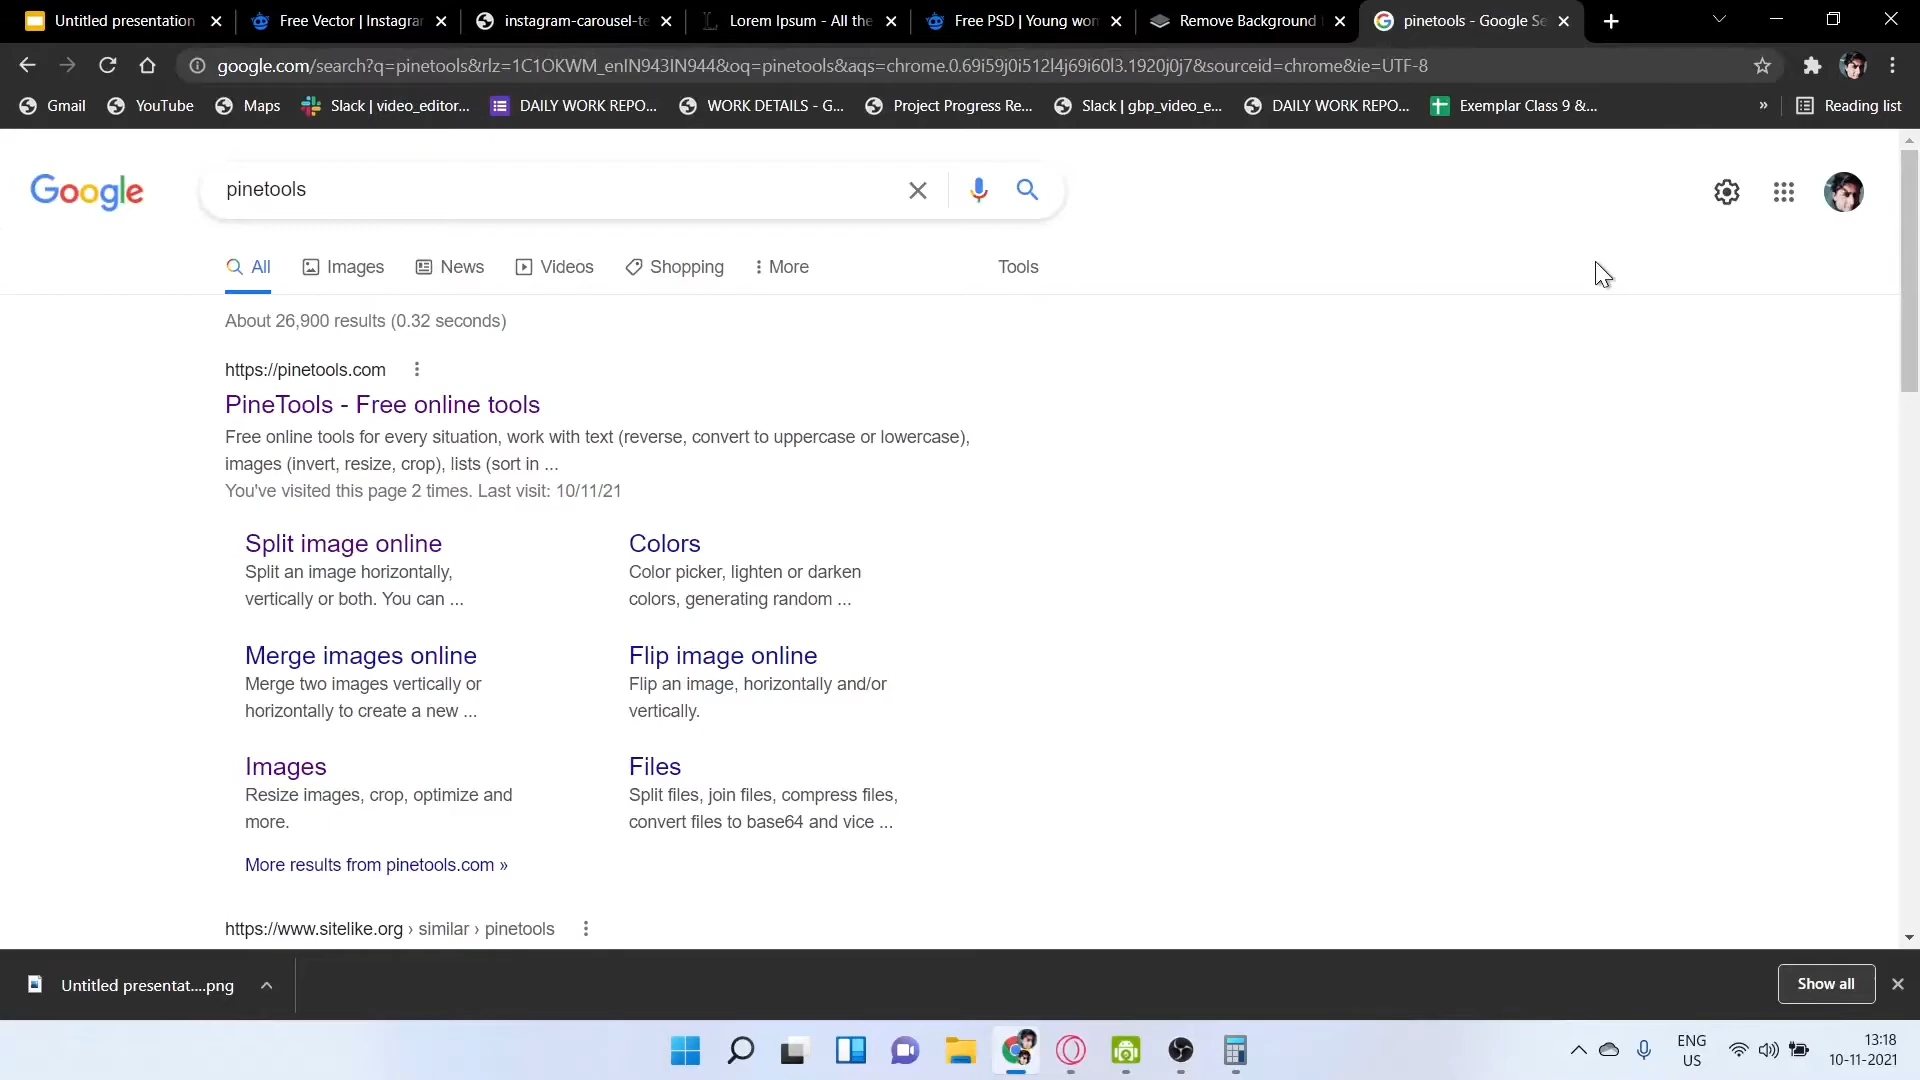 Untitled presentation
Free Vector | Instagra
instagram-carousel-te
Lorem Ipsum - All the
Free PSD | Young wom
Remove Background
pinetools - Google Se
google.com/search?q=pinetools&rlz=1C1OKWM_enIN943IN944&oq=pinetools&aqs=chrome.0.69i59j0i512l4j69i60l3.1920j0j7&sourceid=chrome&ie=UTF-8
Gmail
YouTube
Maps
Slack | video_editor...
DAILY WORK REPO...
WORK DETAILS - G...
Project Progress Re...
Slack | gbp_video_e...
DAILY WORK REPO...
Exemplar Class 9 &...
»
Reading list
Google
pinetools
All
Images
News
Videos
Shopping
More
Tools
About 26,900 results (0.32 seconds)
https://pinetools.com
PineTools - Free online tools
Free online tools for every situation, work with text (reverse, convert to uppercase or lowercase),
images (invert, resize, crop), lists (sort in ...
You've visited this page 2 times. Last visit: 10/11/21
Split image online
Split an image horizontally,
vertically or both. You can ...
Colors
Color picker, lighten or darken
colors, generating random ...
Merge images online
Merge two images vertically or
horizontally to create a new ...
Flip image online
Flip an image, horizontally and/or
vertically.
Images
Resize images, crop, optimize and
more.
Files
Split files, join files, compress files,
convert files to base64 and vice ...
More results from pinetools.com »
https://www.sitelike.org › similar › pinetools
Untitled presentat....png
Show all
ENG
US
13:18
10-11-2021